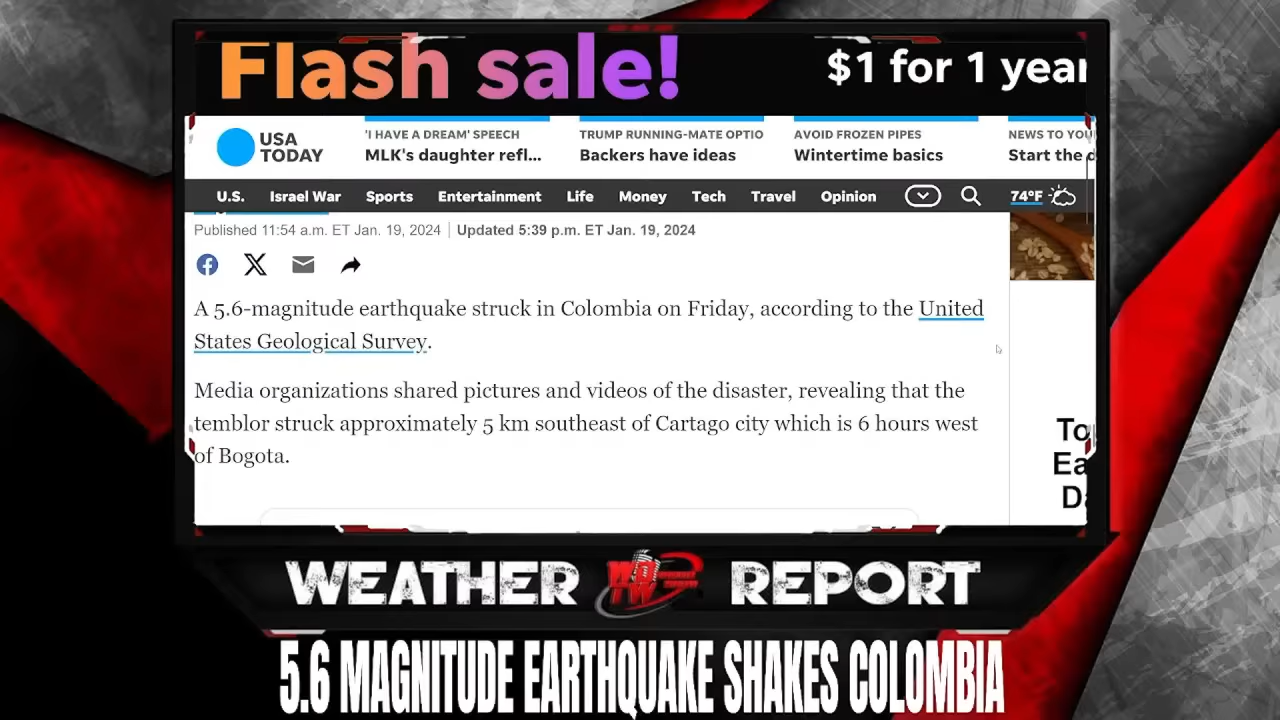 Flash sale!
$1 for 1 year
USA
TODAY
'I HAVE A DREAM' SPEECH
MLK's daughter refl...
TRUMP RUNNING-MATE OPTIO
Backers have ideas
AVOID FROZEN PIPES
Wintertime basics
NEWS TO YOU
Start the d
U.S. Israel War Sports Entertainment Life Money Tech Travel Opinion 74°F
Published 11:54 a.m. ET Jan. 19, 2024 | Updated 5:39 p.m. ET Jan. 19, 2024
A 5.6-magnitude earthquake struck in Colombia on Friday, according to the United
States Geological Survey.
Media organizations shared pictures and videos of the disaster, revealing that the
temblor struck approximately 5 km southeast of Cartago city which is 6 hours west
of Bogota.
To
Ea
Da
WEATHER REPORT
5.6 MAGNITUDE EARTHQUAKE SHAKES COLOMBIA